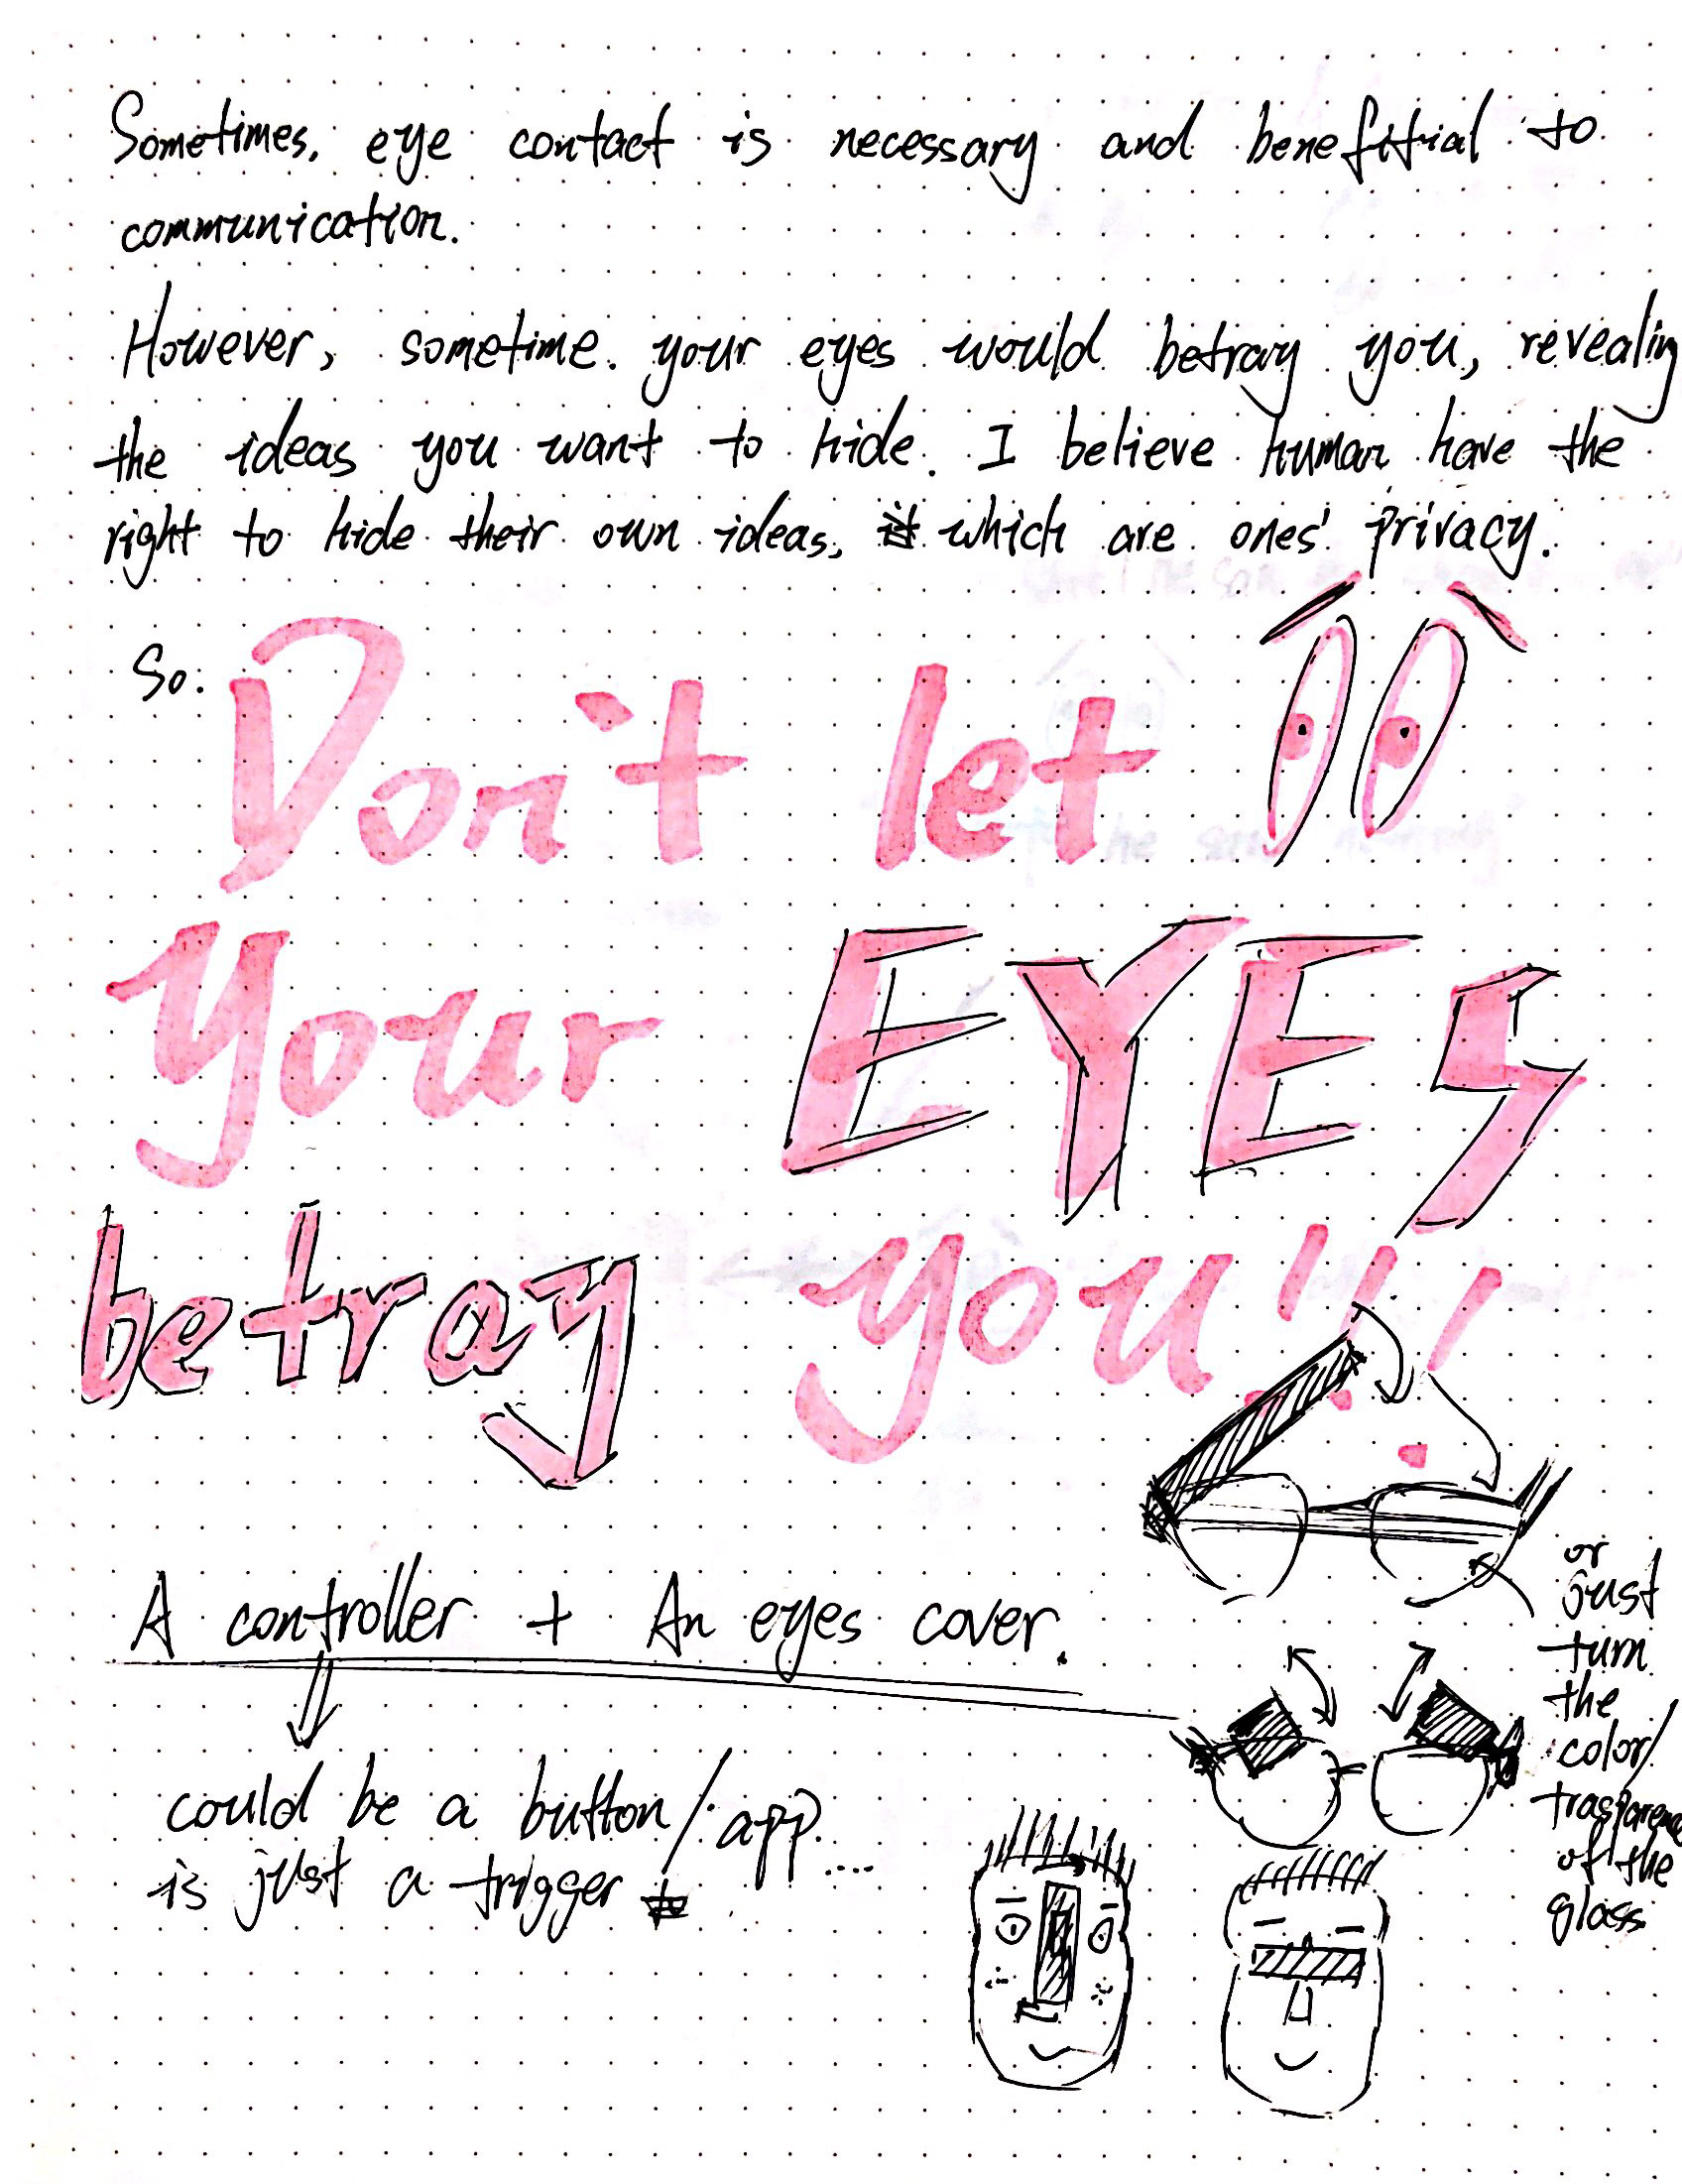 Sometimes, eye contact is necessary and benefitial to
communication.
However, sometime. your eyes would betray you, revealing
the ideas you want to hide. I believe human have the
right to hide their own ideas, which are ones' privacy.
So:
Don't let
Your EYES
betray you!!!
A controller + An eyes cover.
could be a button/app....
is just a trigger
or
just
turn
the
color/
of the
glass